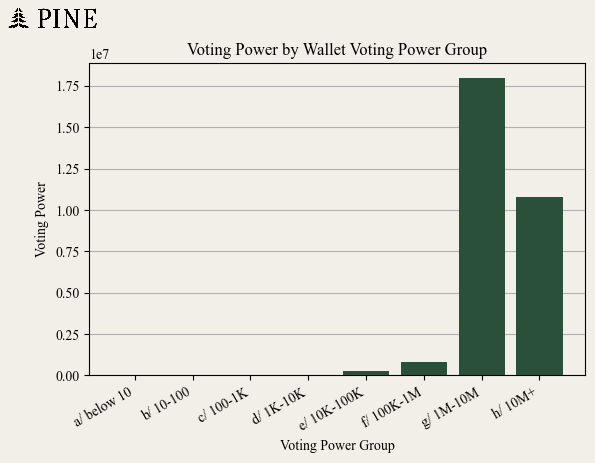 PINE
Voting Power by Wallet Voting Power Group
1e7
1.75
1.50
1.25
1.00
0.75
0.50
0.25
0.00
Voting Power
a/ below 10
b/ 10-100
c/ 100-1K
d/ 1K-10K
e/ 10K-100K
f/ 100K-1M
g/ 1M-10M
h/ 10M+
Voting Power Group